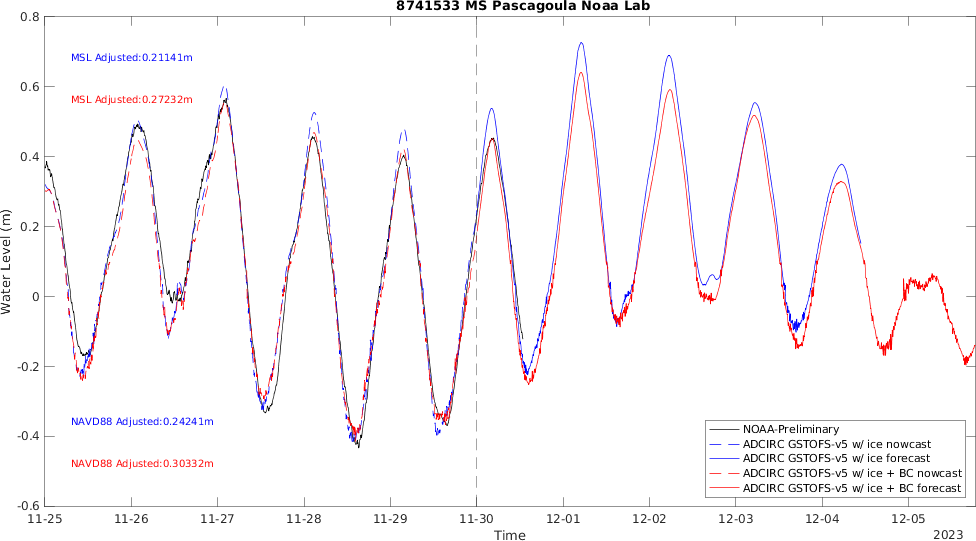 8741533 MS Pascagoula Noaa Lab
0.8
0.6
0.4
0.2
0
-0.2
-0.4
-0.6
Water Level (m)
MSL Adjusted:0.21141m
MSL Adjusted:0.27232m
NAVD88 Adjusted:0.24241m
NAVD88 Adjusted:0.30332m
NOAA-Preliminary
ADCIRC GSTOFS-v5 w/ ice nowcast
ADCIRC GSTOFS-v5 w/ ice forecast
ADCIRC GSTOFS-v5 w/ ice + BC nowcast
ADCIRC GSTOFS-v5 w/ ice + BC forecast
11-25 11-26 11-27 11-28 11-29 11-30 12-01 12-02 12-03 12-04 12-05
Time
2023